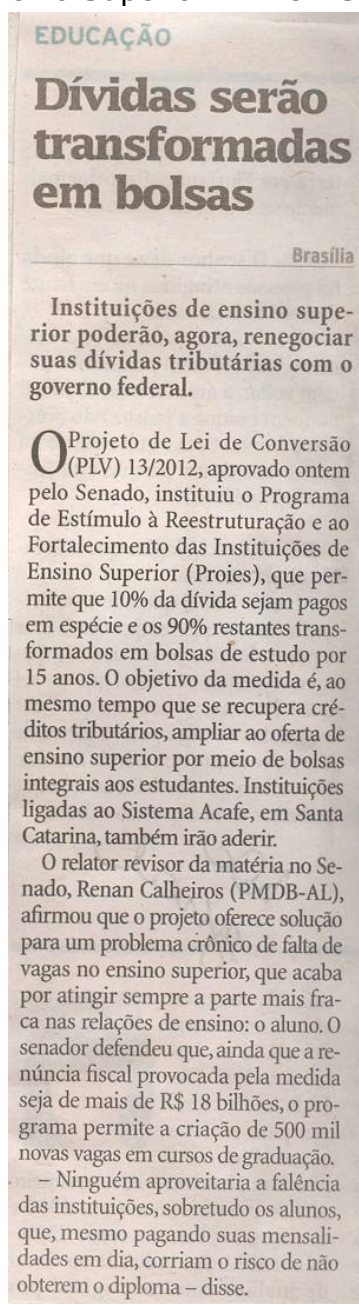 EDUCAÇÃO
Dívidas serão
transformadas
em bolsas
Brasília
Instituições de ensino supe-
rior poderão, agora, renegociar
suas dívidas tributárias com o
governo federal.
O Projeto de Lei de Conversão
(PLV) 13/2012, aprovado ontem
pelo Senado, instituiu o Programa
de Estímulo à Reestruturação e ao
Fortalecimento das Instituições de
Ensino Superior (Proies), que per-
mite que 10% da dívida sejam pagos
em espécie e os 90% restantes trans-
formados em bolsas de estudo por
15 anos. O objetivo da medida é, ao
mesmo tempo que se recupera cré-
ditos tributários, ampliar ao oferta de
ensino superior por meio de bolsas
integrais aos estudantes. Instituições
ligadas ao Sistema Acafe, em Santa
Catarina, também irão aderir.
O relator revisor da matéria no Se-
nado, Renan Calheiros (PMDB-AL),
afirmou que o projeto oferece solução
para um problema crônico de falta de
vagas no ensino superior, que acaba
por atingir sempre a parte mais fra-
ca nas relações de ensino: o aluno. O
senador defendeu que, ainda que a re-
núncia fiscal provocada pela medida
seja de mais de R$ 18 bilhões, o pro-
grama permite a criação de 500 mil
novas vagas em cursos de graduação.
– Ninguém aproveitaria a falência
das instituições, sobretudo os alunos,
que, mesmo pagando suas mensali-
dades em dia, corriam o risco de não
obterem o diploma – disse.